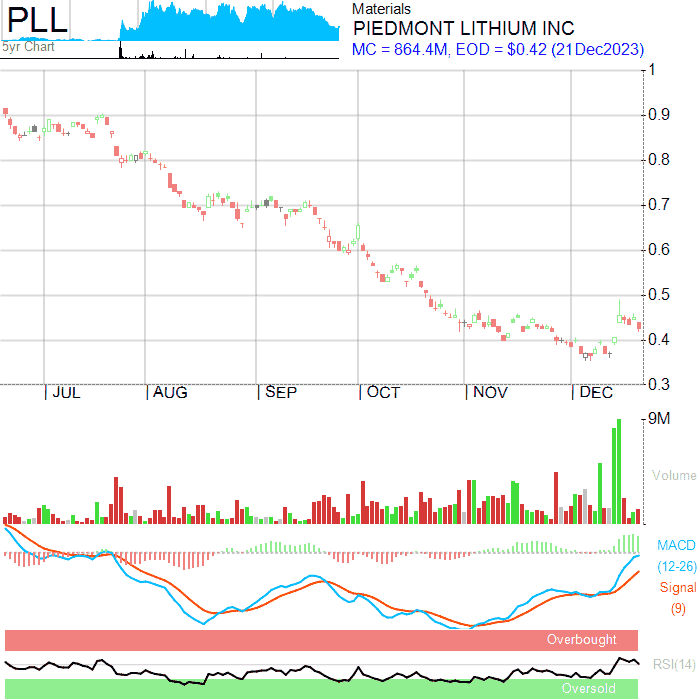 PLL
5yr Chart
Materials
PIEDMONT LITHIUM INC
MC = 864.4M, EOD = $0.42 (21Dec2023)
1
0.9
0.8
0.7
0.6
0.5
0.4
0.3
JUL AUG SEP OCT NOV DEC
9M
Volume
MACD
(12-26)
Signal
(9)
Overbought
RSI(14)
Oversold